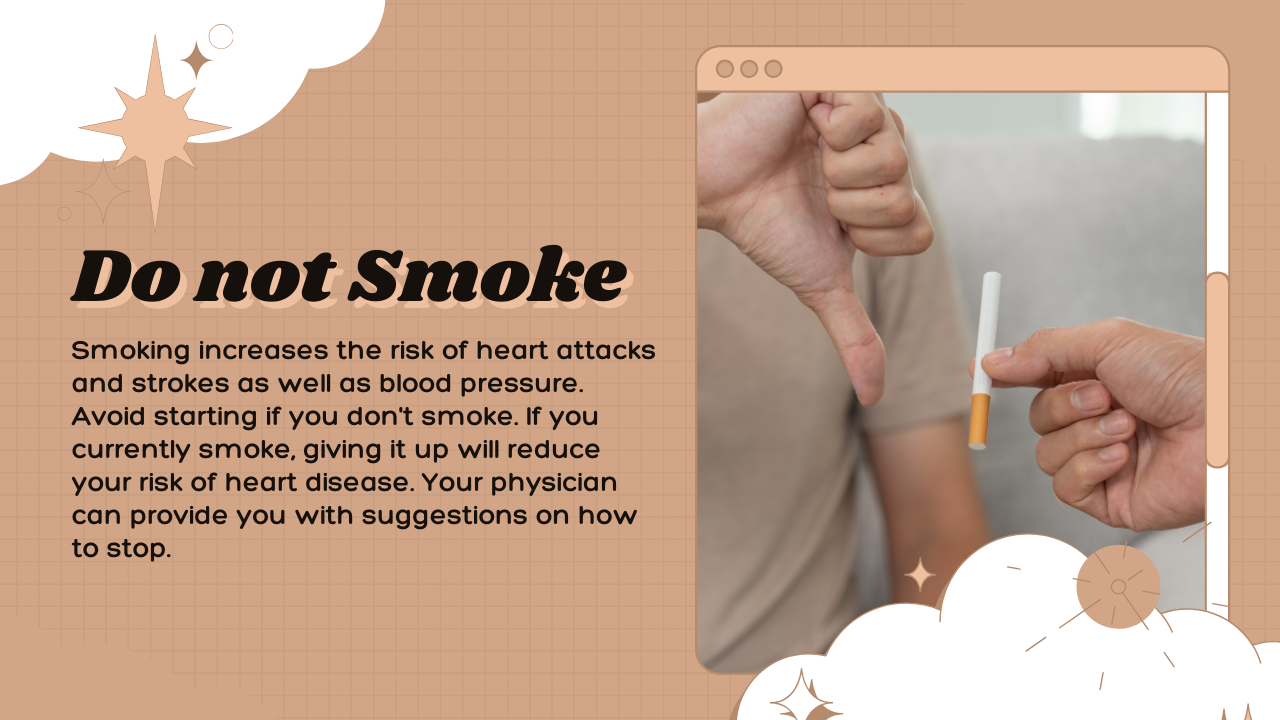 Do not Smoke
Smoking increases the risk of heart attacks
and strokes as well as blood pressure.
Avoid starting if you don't smoke. If you
currently smoke, giving it up will reduce
your risk of heart disease. Your physician
can provide you with suggestions on how
to stop.